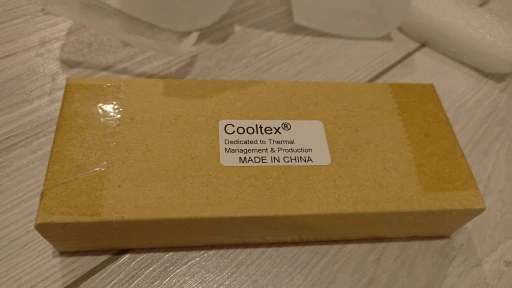 Cooltex®
Dedicated to Thermal
Management & Production
MADE IN CHINA